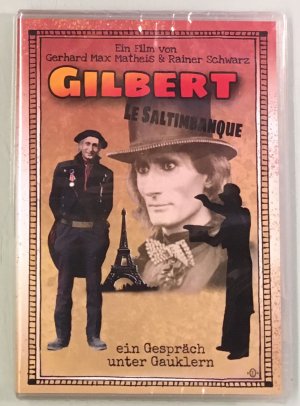 Ein Film von
Gerhard Max Matheis & Rainer Schwarz
GILBERT
LE SALTIMBANQUE
ein Gespräch
unter Gauklern